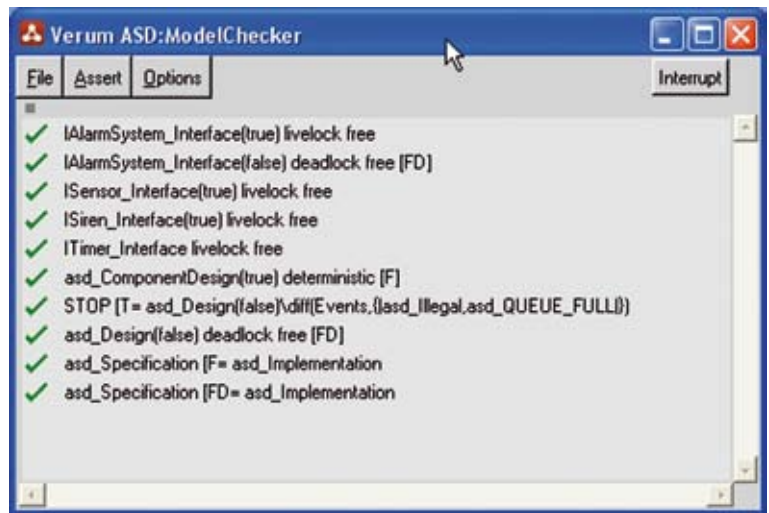 Verum ASD:ModelChecker
File Assert Options Interrupt
IAlarmSystem_Interface(true) livelock free
IAlarmSystem_Interface(false) deadlock free [FD]
ISensor_Interface(true) livelock free
ISiren_Interface(true) livelock free
ITimer_Interface livelock free
asd_ComponentDesign(true) deterministic [F]
STOP [T= asd_Design(false)\diff(Events,{|asd_Illegal,asd_QUEUE_FULL|})
asd_Design(false) deadlock free [FD]
asd_Specification [F= asd_Implementation
asd_Specification [FD= asd_Implementation